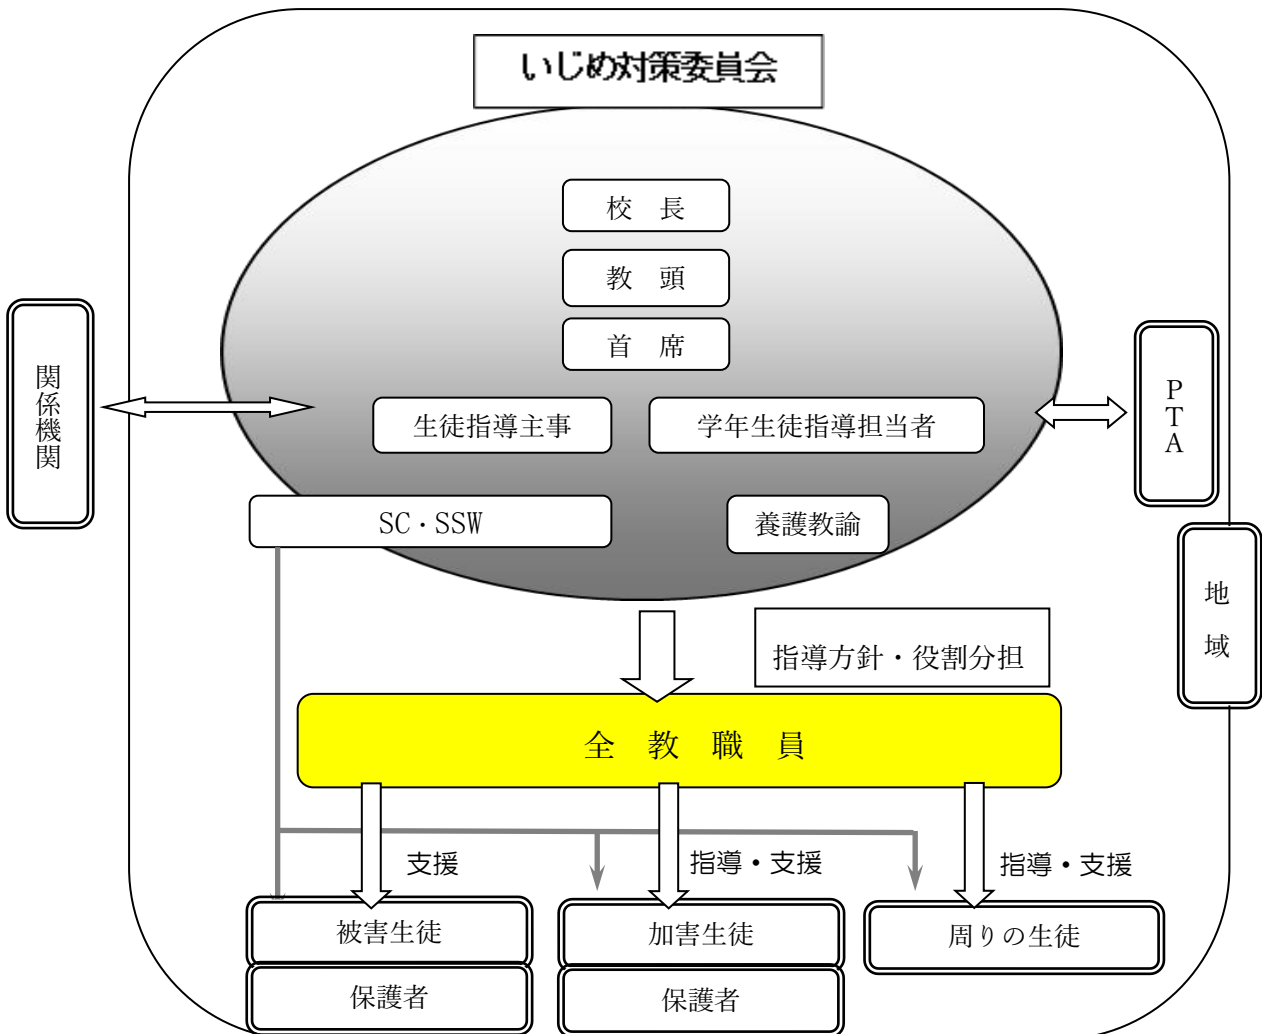 いじめ対策委員会
校 長
教 頭
首 席
関係機関
生徒指導主事
学年生徒指導担当者
PTA
SC・SSW
養護教諭
地域
指導方針・役割分担
全 教 職 員
支援
指導・支援
指導・支援
被害生徒
加害生徒
周りの生徒
保護者
保護者